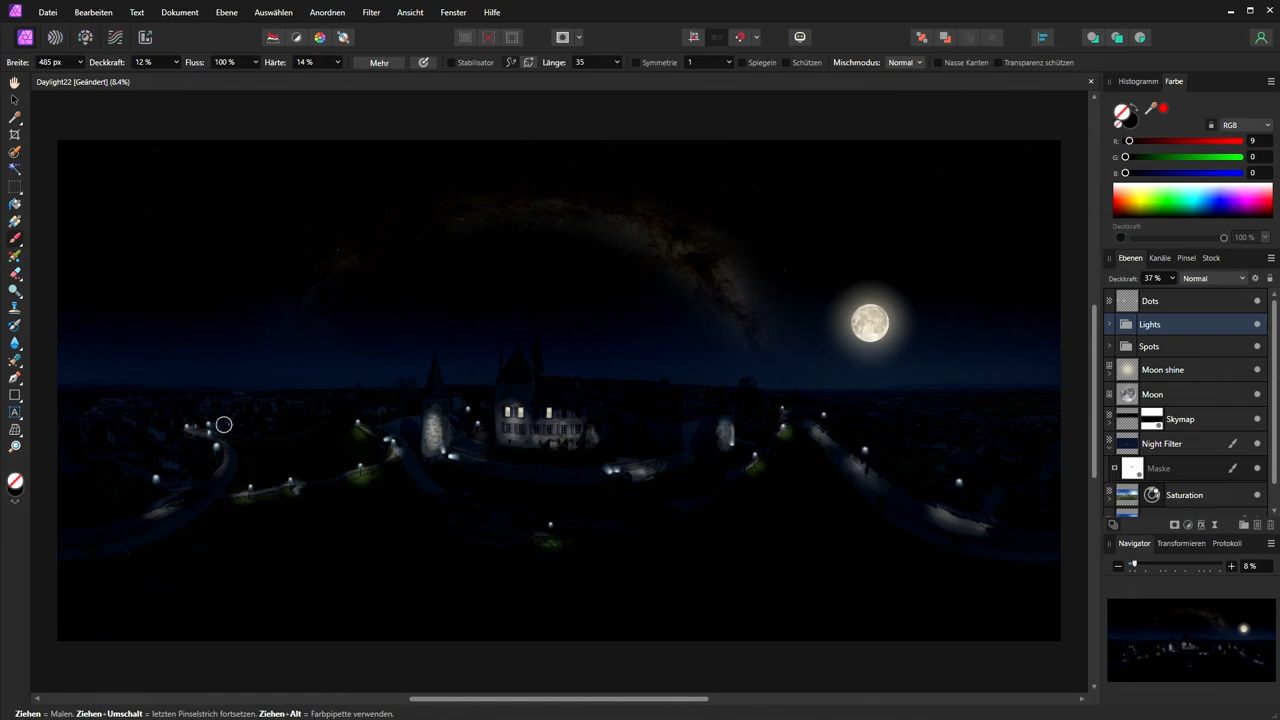 Datei Bearbeiten Text Dokument Ebene Auswählen Anordnen Filter Ansicht Fenster Hilfe
Breite: 485 px Deckkraft: 12 % Fluss: 100 % Härte: 14 % Mehr Stabilisator Länge: 35 Symmetrie 1 Spiegeln Schützen Mischmodus: Normal Nasse Kanten Transparenz schützen
Daylight22 [Geändert] (8.4%)
Histogramm Farbe
RGB
R: 9
G: 0
B: 0
Deckkraft
100 %
Ebenen Kanäle Pinsel Stock
Deckkraft: 37 % Normal
Dots
Lights
Spots
Moon shine
Moon
Skymap
Night Filter
Maske
Saturation
Navigator Transformieren Protokoll
8 %
Ziehen = Malen. Ziehen+Umschalt = letzten Pinselstrich fortsetzen. Ziehen+Alt = Farbpipette verwenden.